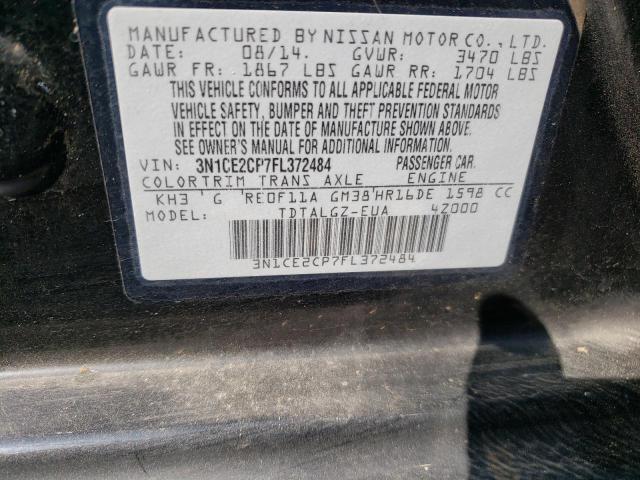 MANUFACTURED BY NISSAN MOTOR CO., LTD.
DATE: 08/14. GVWR: 3470 LBS
GAWR FR: 1867 LBS GAWR RR: 1704 LBS
THIS VEHICLE CONFORMS TO ALL APPLICABLE FEDERAL MOTOR
VEHICLE SAFETY, BUMPER AND THEFT PREVENTION STANDARDS
IN EFFECT ON THE DATE OF MANUFACTURE SHOWN ABOVE.
SEE OWNER'S MANUAL FOR ADDITIONAL INFORMATION.
VIN: 3N1CE2CP7FL372484 PASSENGER CAR.
COLOR TRIM TRANS AXLE ENGINE
KH3 G RE0F11A GM38 HR16DE 1598 CC
MODEL: TDTALGZ-EUA 4Z000
3N1CE2CP7FL372484